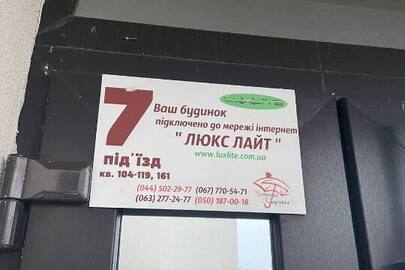 7
Ваш будинок
підключено до мережі інтернет
" ЛЮКС ЛАЙТ "
www.luxlite.com.ua
під'їзд
кв. 104-119, 161
(044) 502-29-77 (067) 770-54-71
(063) 277-24-77 (050) 187-00-18